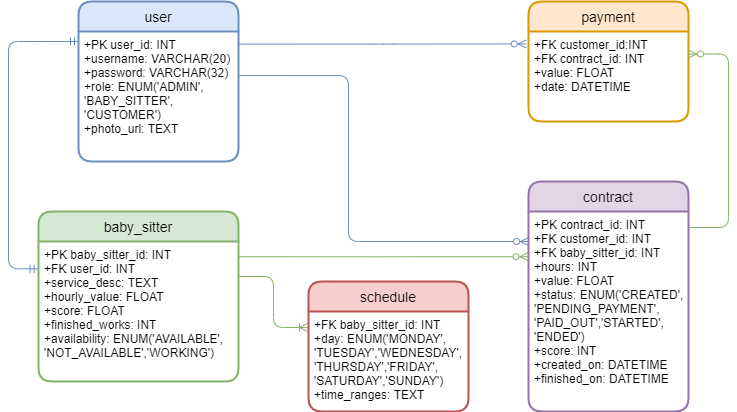 user
+PK user_id: INT
+username: VARCHAR(20)
+password: VARCHAR(32)
+role: ENUM('ADMIN',
'BABY_SITTER',
'CUSTOMER')
+photo_url: TEXT
payment
+FK customer_id:INT
+FK contract_id: INT
+value: FLOAT
+date: DATETIME
baby_sitter
+PK baby_sitter_id: INT
+FK user_id: INT
+service_desc: TEXT
+hourly_value: FLOAT
+score: FLOAT
+finished_works: INT
+availability: ENUM('AVAILABLE',
'NOT_AVAILABLE','WORKING')
schedule
+FK baby_sitter_id: INT
+day: ENUM('MONDAY',
'TUESDAY','WEDNESDAY',
'THURSDAY','FRIDAY',
'SATURDAY','SUNDAY')
+time_ranges: TEXT
contract
+PK contract_id: INT
+FK customer_id: INT
+FK baby_sitter_id: INT
+hours: INT
+value: FLOAT
+status: ENUM('CREATED',
'PENDING_PAYMENT',
'PAID_OUT','STARTED',
'ENDED')
+score: INT
+created_on: DATETIME
+finished_on: DATETIME